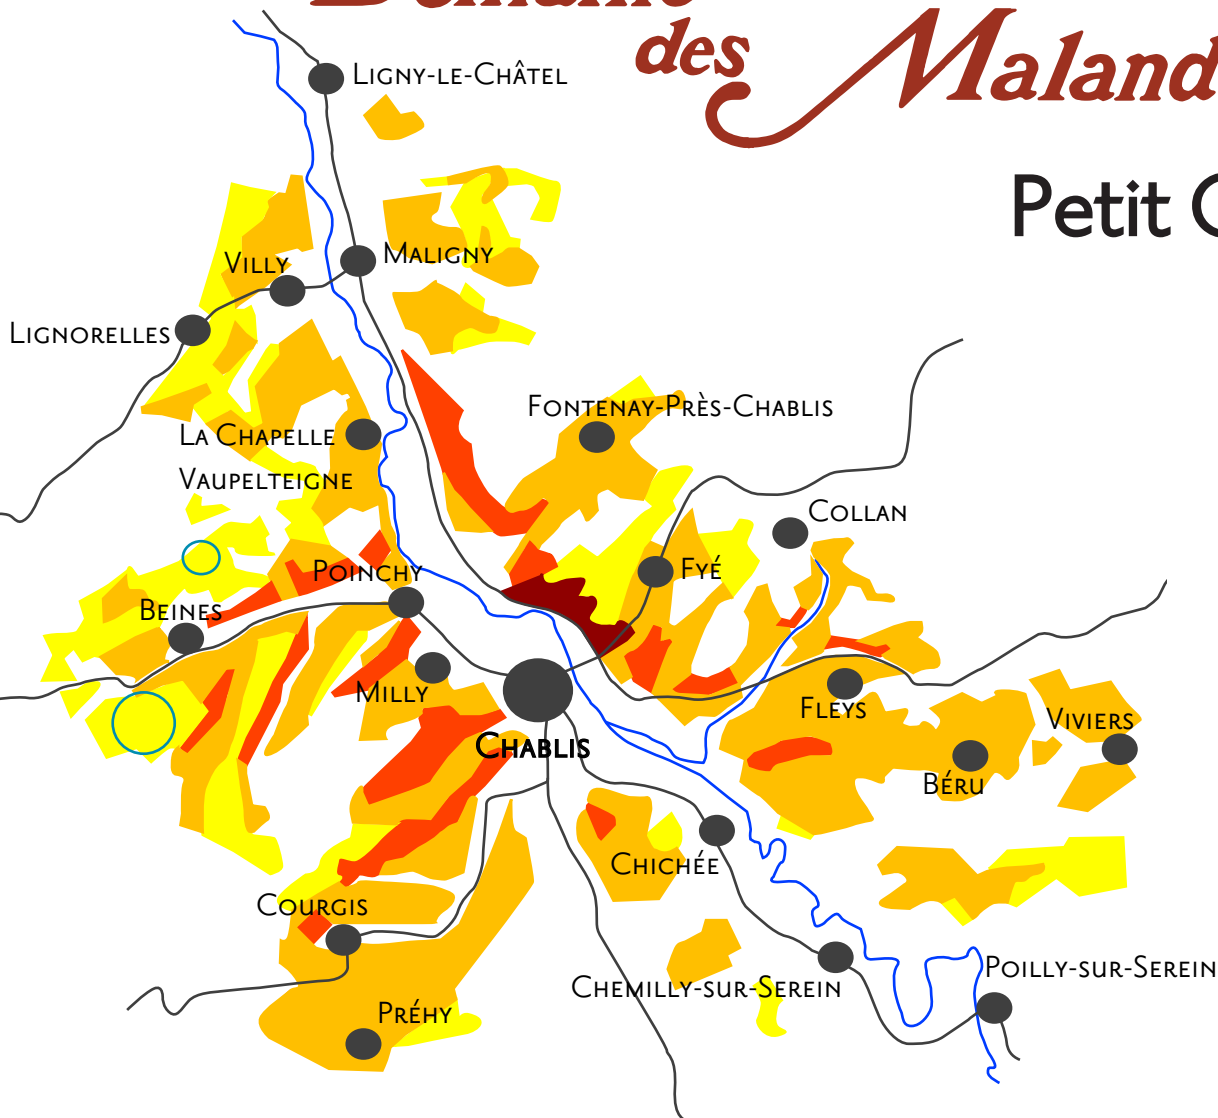 des Maland
Petit
LIGNY-LE-CHÂTEL
MALIGNY
VILLY
LIGNORELLES
FONTENAY-PRÈS-CHABLIS
LA CHAPELLE
VAUPELTEIGNE
COLLAN
FYÉ
POINCHY
BEINES
MILLY
FLEYS
VIVIERS
CHABLIS
BÉRU
CHICHÉE
COURGIS
POILLY-SUR-SEREIN
CHEMILLY-SUR-SEREIN
PRÉHY